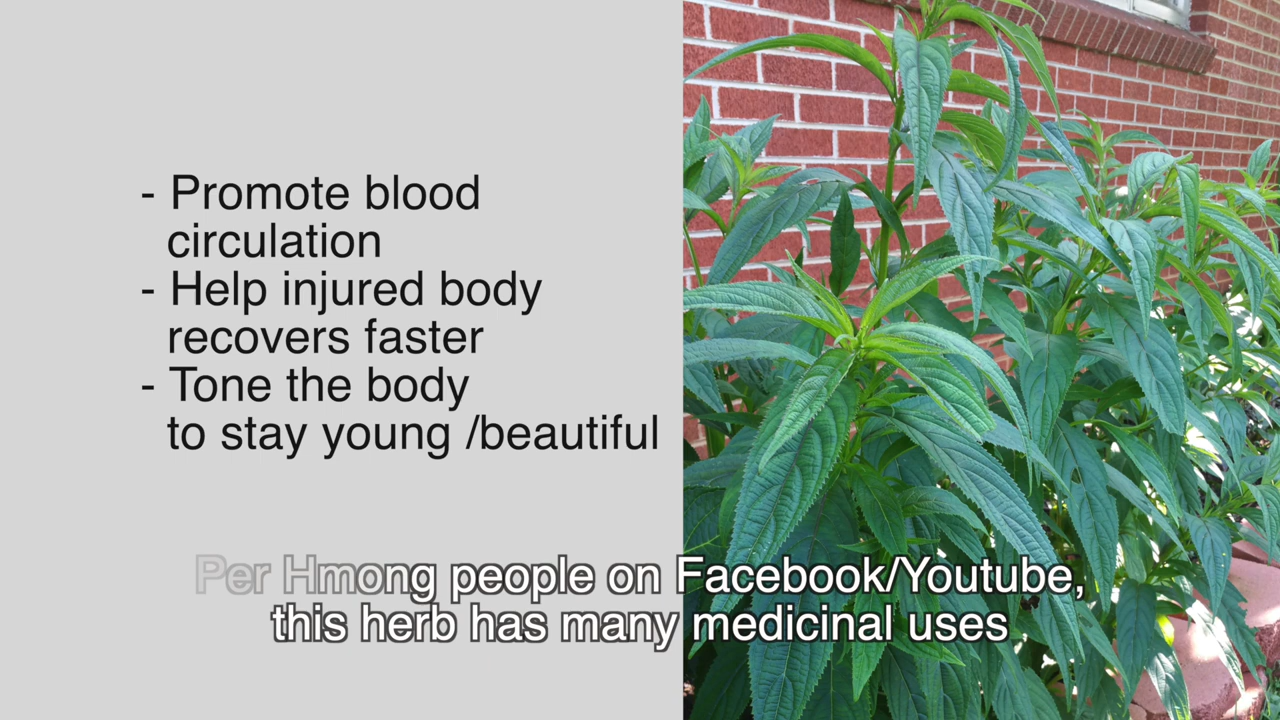 - Promote blood
circulation
- Help injured body
recovers faster
- Tone the body
to stay young /beautiful
Per Hmong people on Facebook/Youtube,
this herb has many medicinal uses